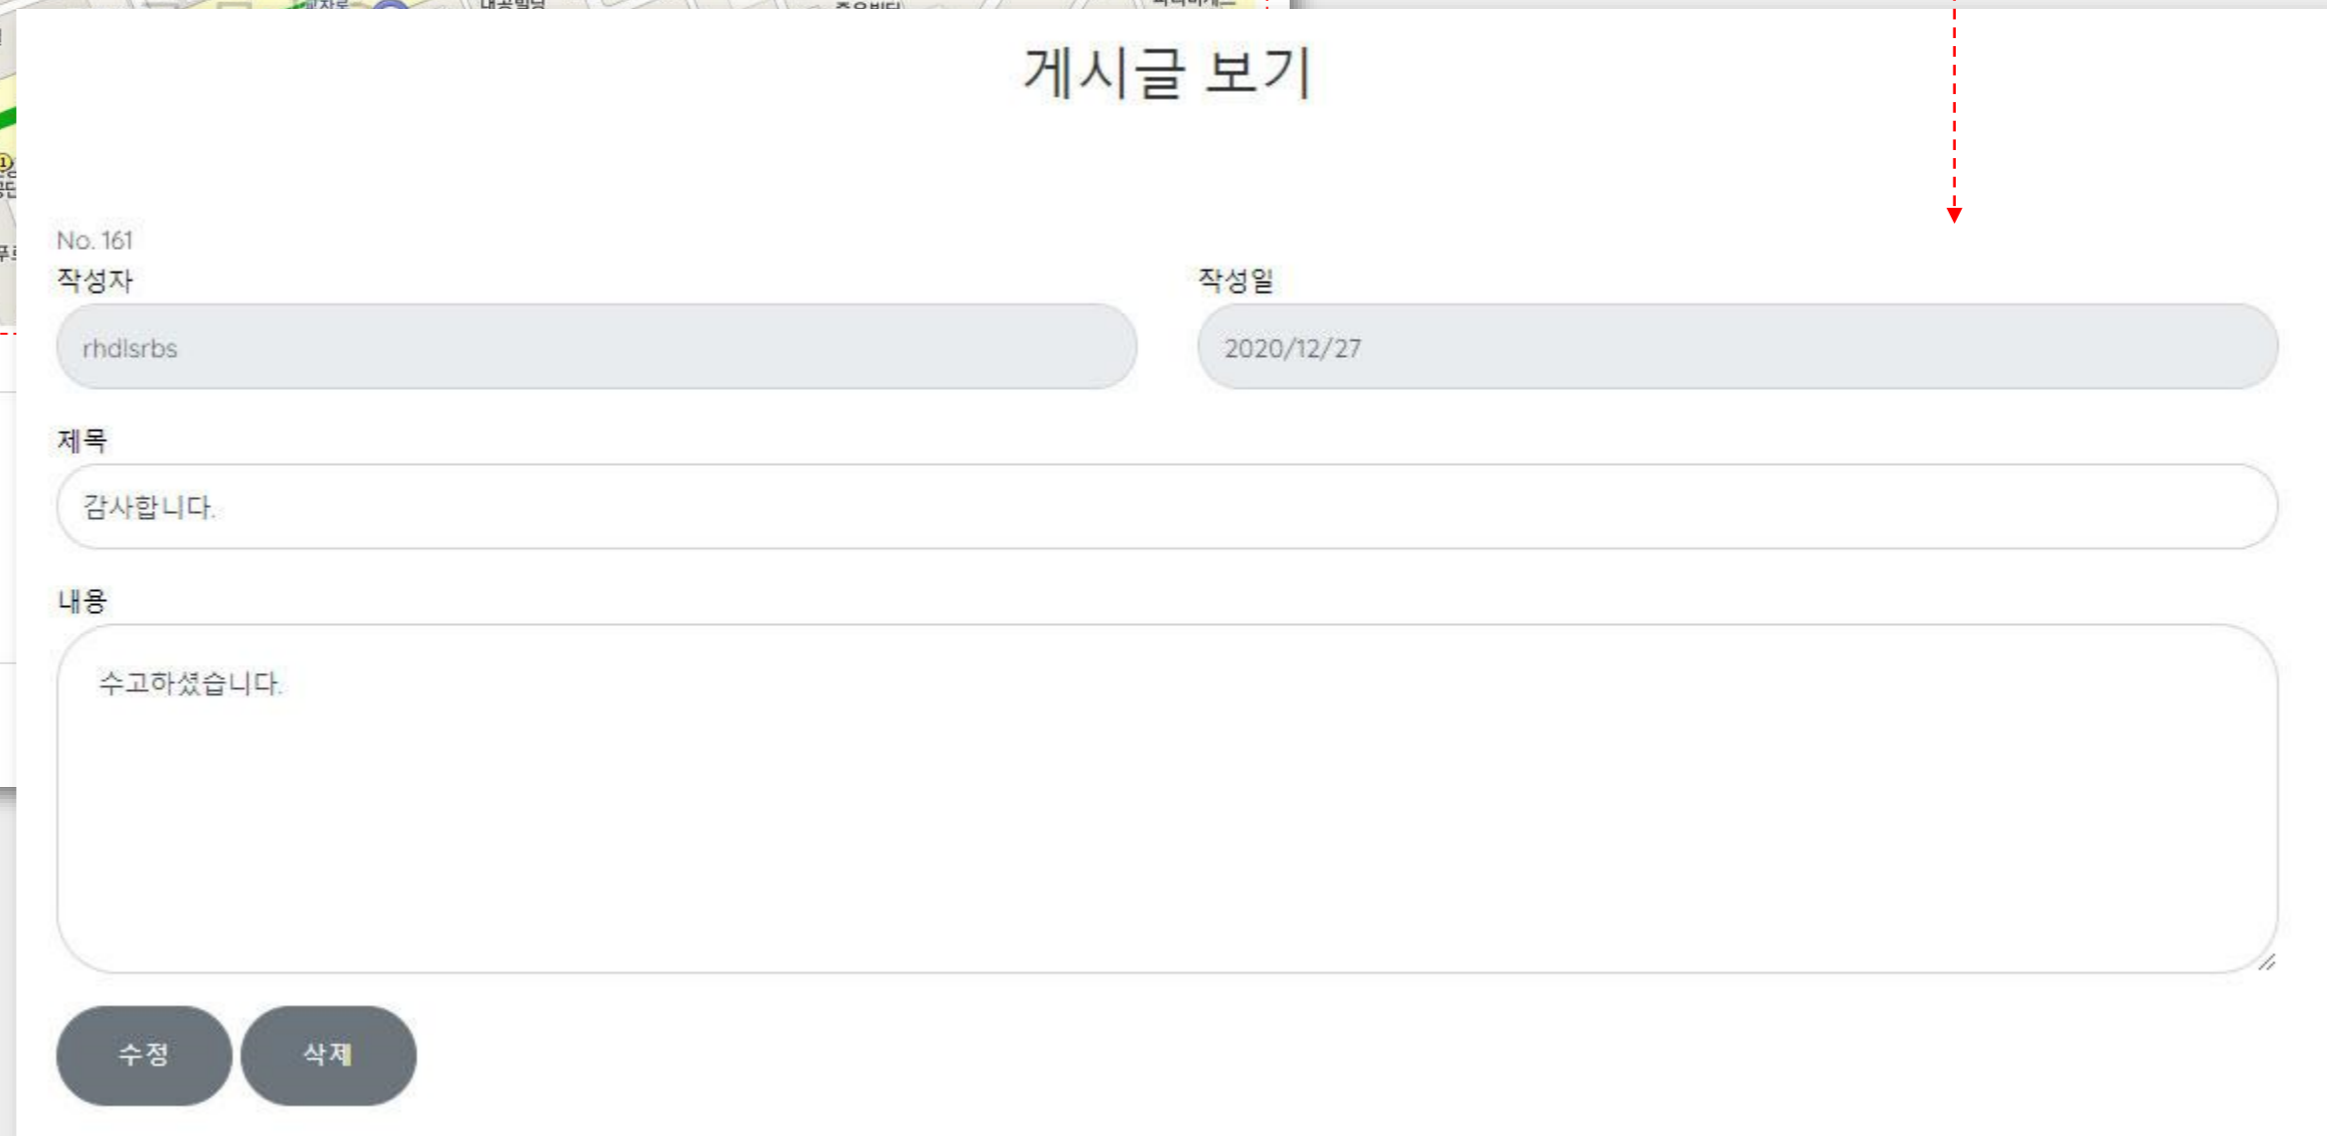 게시글 보기
No. 161
작성자
작성일
rhdlsrbs
2020/12/27
제목
감사합니다.
내용
수고하셨습니다.
수정
삭제